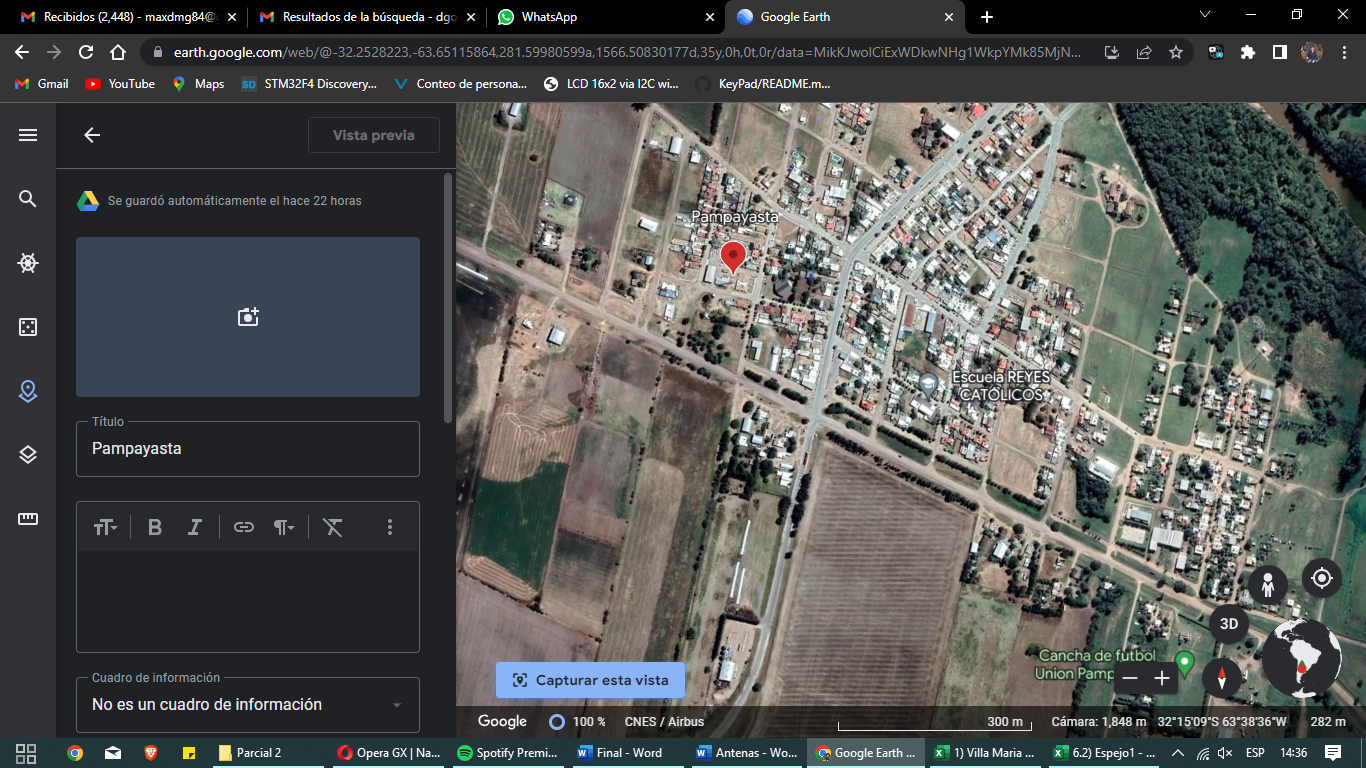 Recibidos (2,448) - maxdmg84@
Resultados de la búsqueda - dgo
WhatsApp
Google Earth
earth.google.com/web/@-32.2528223,-63.65115864,281.59980599a,1566.50830177d,35y,0h,0t,0r/data=MikKJwolCiExWDkwNHg1WkpYMk85MjN...
Gmail
YouTube
Maps
SD
STM32F4 Discovery...
Conteo de persona...
LCD 16x2 via I2C wi...
KeyPad/README.m...
Vista previa
Se guardó automáticamente el hace 22 horas
Título
Pampayasta
Cuadro de información
No es un cuadro de información
Pampayasta
Escuela REYES
CATÓLICOS
Cancha de futbol
Union Pamp
3D
Capturar esta vista
Google
100 %
CNES / Airbus
300 m
Cámara: 1,848 m
32°15'09"S 63°38'36"W
282 m
Parcial 2
Opera GX | Na...
Spotify Premi...
Final - Word
Antenas - Wo...
Google Earth ...
1) Villa Maria ...
6.2) Espejo1 - ...
ESP
14:36